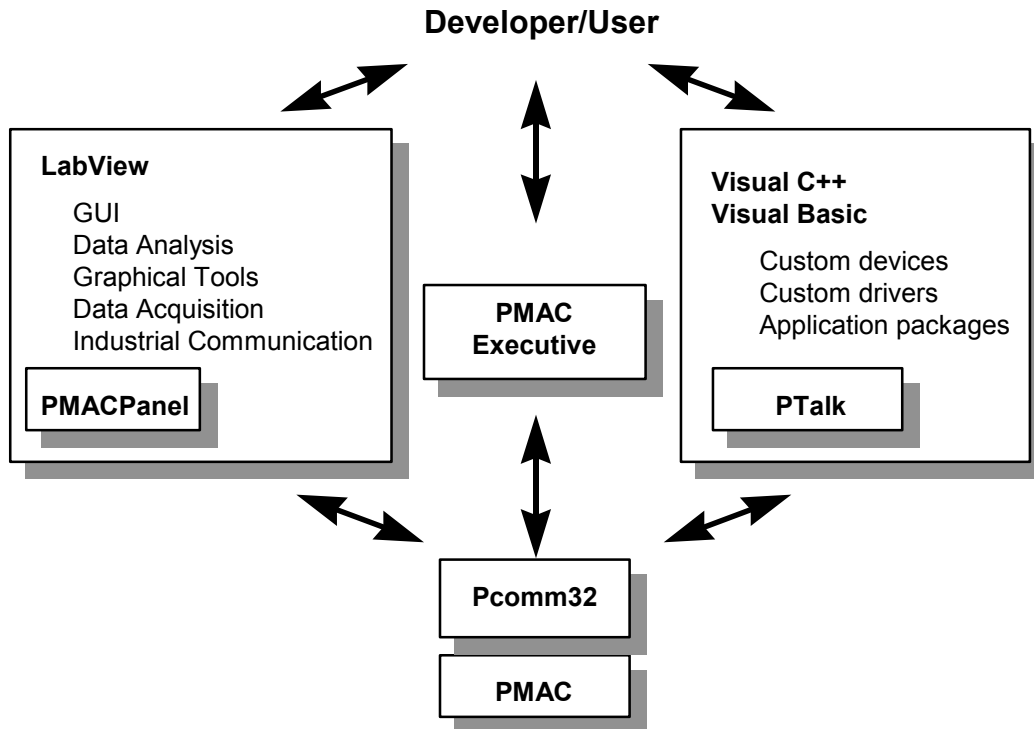 Developer/User
LabView
GUI
Data Analysis
Graphical Tools
Data Acquisition
Industrial Communication
PMACPanel
PMAC
Executive
Visual C++
Visual Basic
Custom devices
Custom drivers
Application packages
PTalk
Pcomm32
PMAC